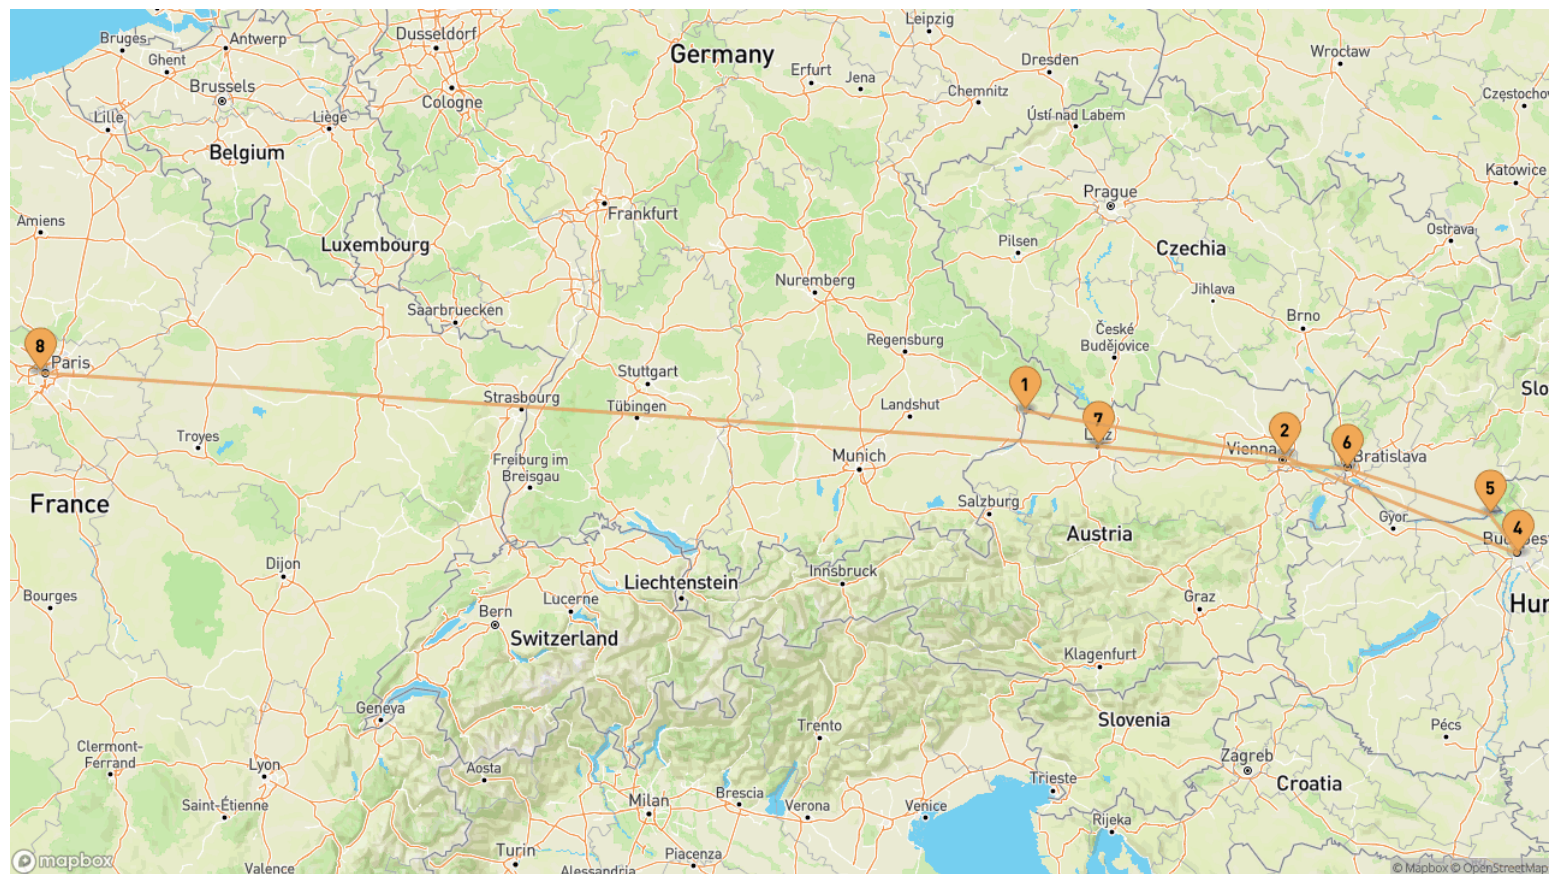 Leipzig
Bruges
Antwerp
Dusseldorf
Germany
Wrocław
Ghent
Erfurt
Jena
Dresden
Brussels
Cologne
Chemnitz
Lille
Liège
Ústí nad Labem
Belgium
Katowice
Prague
Amiens
Frankfurt
Luxembourg
Pilsen
Czechia
Ostrava
Nuremberg
Jihlava
Saarbruecken
Brno
8
Paris
Regensburg
České
Budějovice
Stuttgart
1
Slo
Strasbourg
Tübingen
Landshut
7
2
Troyes
Vienna
6
Bratislava
Freiburg im
Breisgau
Munich
5
France
Salzburg
Gyor
4
Austria
Dijon
Innsbruck
Liechtenstein
Bourges
Bern
Lucerne
Graz
Hun
Switzerland
Klagenfurt
Geneva
Slovenia
Trento
Pécs
Clermont-
Ferrand
Lyon
Aosta
Zagreb
Trieste
Croatia
Saint-Étienne
Milan
Brescia
Verona
Venice
Rijeka
Turin
Piacenza
mapbox
Valence
Alessandria
© Mapbox © OpenStreetMap